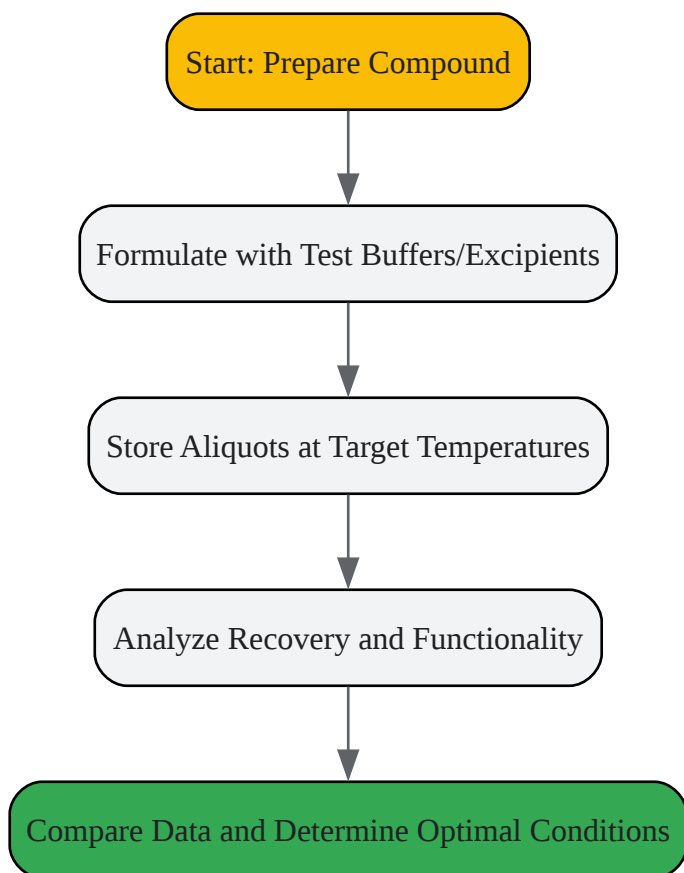 Start: Prepare Compound
Formulate with Test Buffers/Excipients
Store Aliquots at Target Temperatures
Analyze Recovery and Functionality
Compare Data and Determine Optimal Conditions